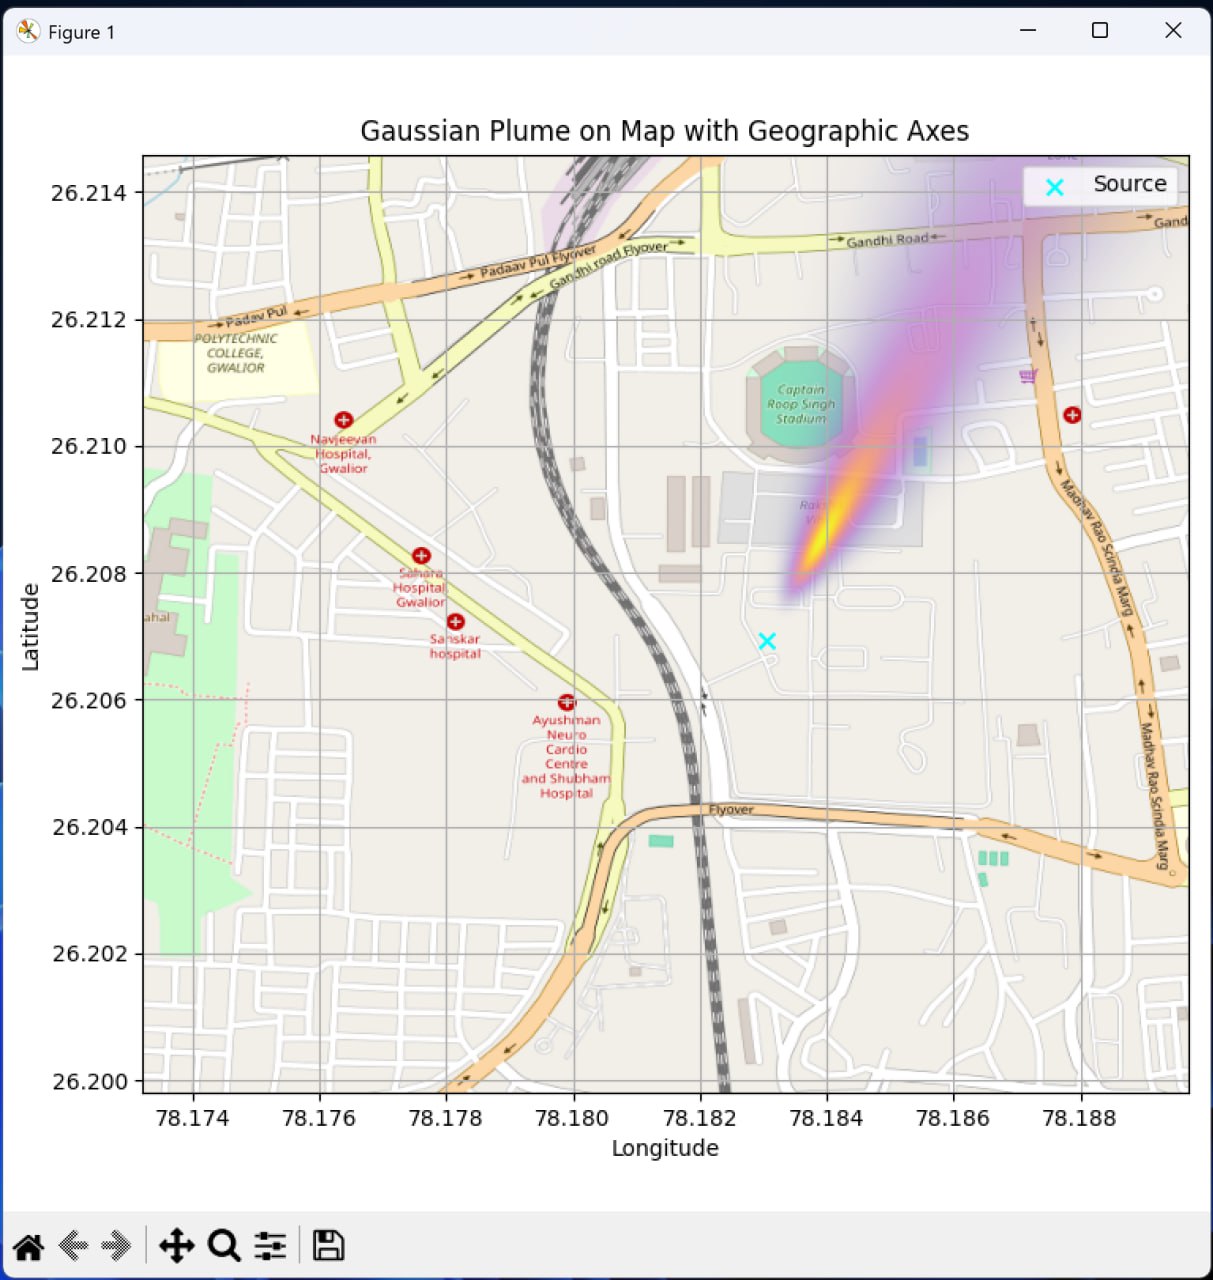 Figure 1
Gaussian Plume on Map with Geographic Axes
Source
26.214
26.212
26.210
26.208
26.206
26.204
26.202
26.200
Latitude
Gandhi Road
Gand
Padaav Pul Flyover
Gandhi road Flyover
Padav Pul
POLYTECHNIC
COLLEGE,
GWALIOR
Captain
Roop Singh
Stadium
Navjeevan
Hospital,
Gwalior
Madhav Rao Scindia Marg
Sahara
Hospital,
Gwalior
ahal
Sanskar
hospital
Ayushman
Neuro
Cardio
Centre
and Shubham
Hospital
Madhav Rao Scindia Marg
Flyover
78.174
78.176
78.178
78.180
78.182
78.184
78.186
78.188
Longitude